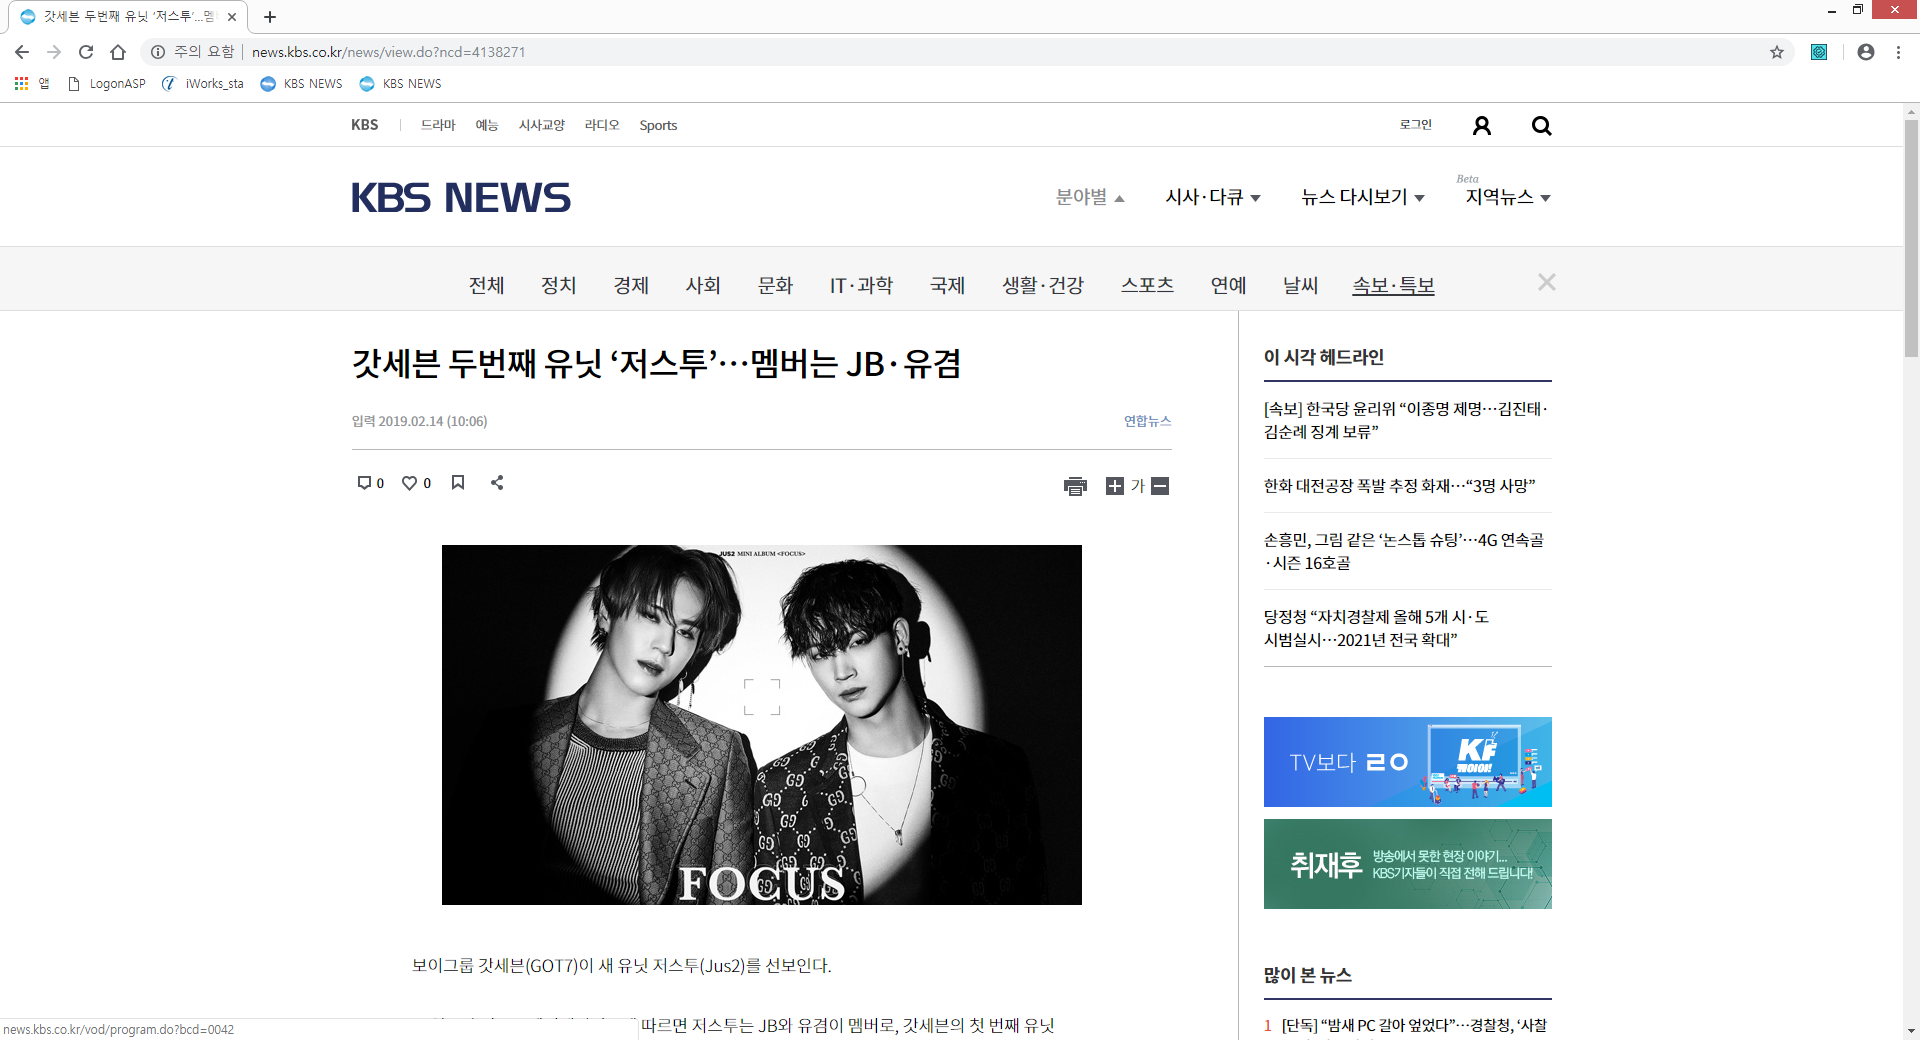 갓세븐 두번째 유닛 ‘저스투’…멤
주의 요함 | news.kbs.co.kr/news/view.do?ncd=4138271
앱 LogonASP iWorks_sta KBS NEWS KBS NEWS
KBS 드라마 예능 시사교양 라디오 Sports 로그인
KBS NEWS
분야별 시사·다큐 뉴스 다시보기 Beta 지역뉴스
전체 정치 경제 사회 문화 IT·과학 국제 생활·건강 스포츠 연예 날씨 속보·특보
갓세븐 두번째 유닛 ‘저스투’…멤버는 JB·유겸
입력 2019.02.14 (10:06) 연합뉴스
0 0 가
JUS2 MINI ALBUM <FOCUS>
FOCUS
보이그룹 갓세븐(GOT7)이 새 유닛 저스투(Jus2)를 선보인다.
따르면 저스투는 JB와 유겸이 멤버로, 갓세븐의 첫 번째 유닛
이 시각 헤드라인
[속보] 한국당 윤리위 “이종명 제명…김진태·
김순례 징계 보류”
한화 대전공장 폭발 추정 화재…“3명 사망”
손흥민, 그림 같은 ‘논스톱 슈팅’…4G 연속골
·시즌 16호골
당정청 “자치경찰제 올해 5개 시·도
시범실시…2021년 전국 확대”
TV보다 ㄹㅇ
케이야!
취재후
방송에서 못한 현장 이야기...
KBS기자들이 직접 전해 드립니다!
많이 본 뉴스
1 [단독] “밤새 PC 갈아 엎었다”…경찰청, ‘사찰
news.kbs.co.kr/vod/program.do?bcd=0042